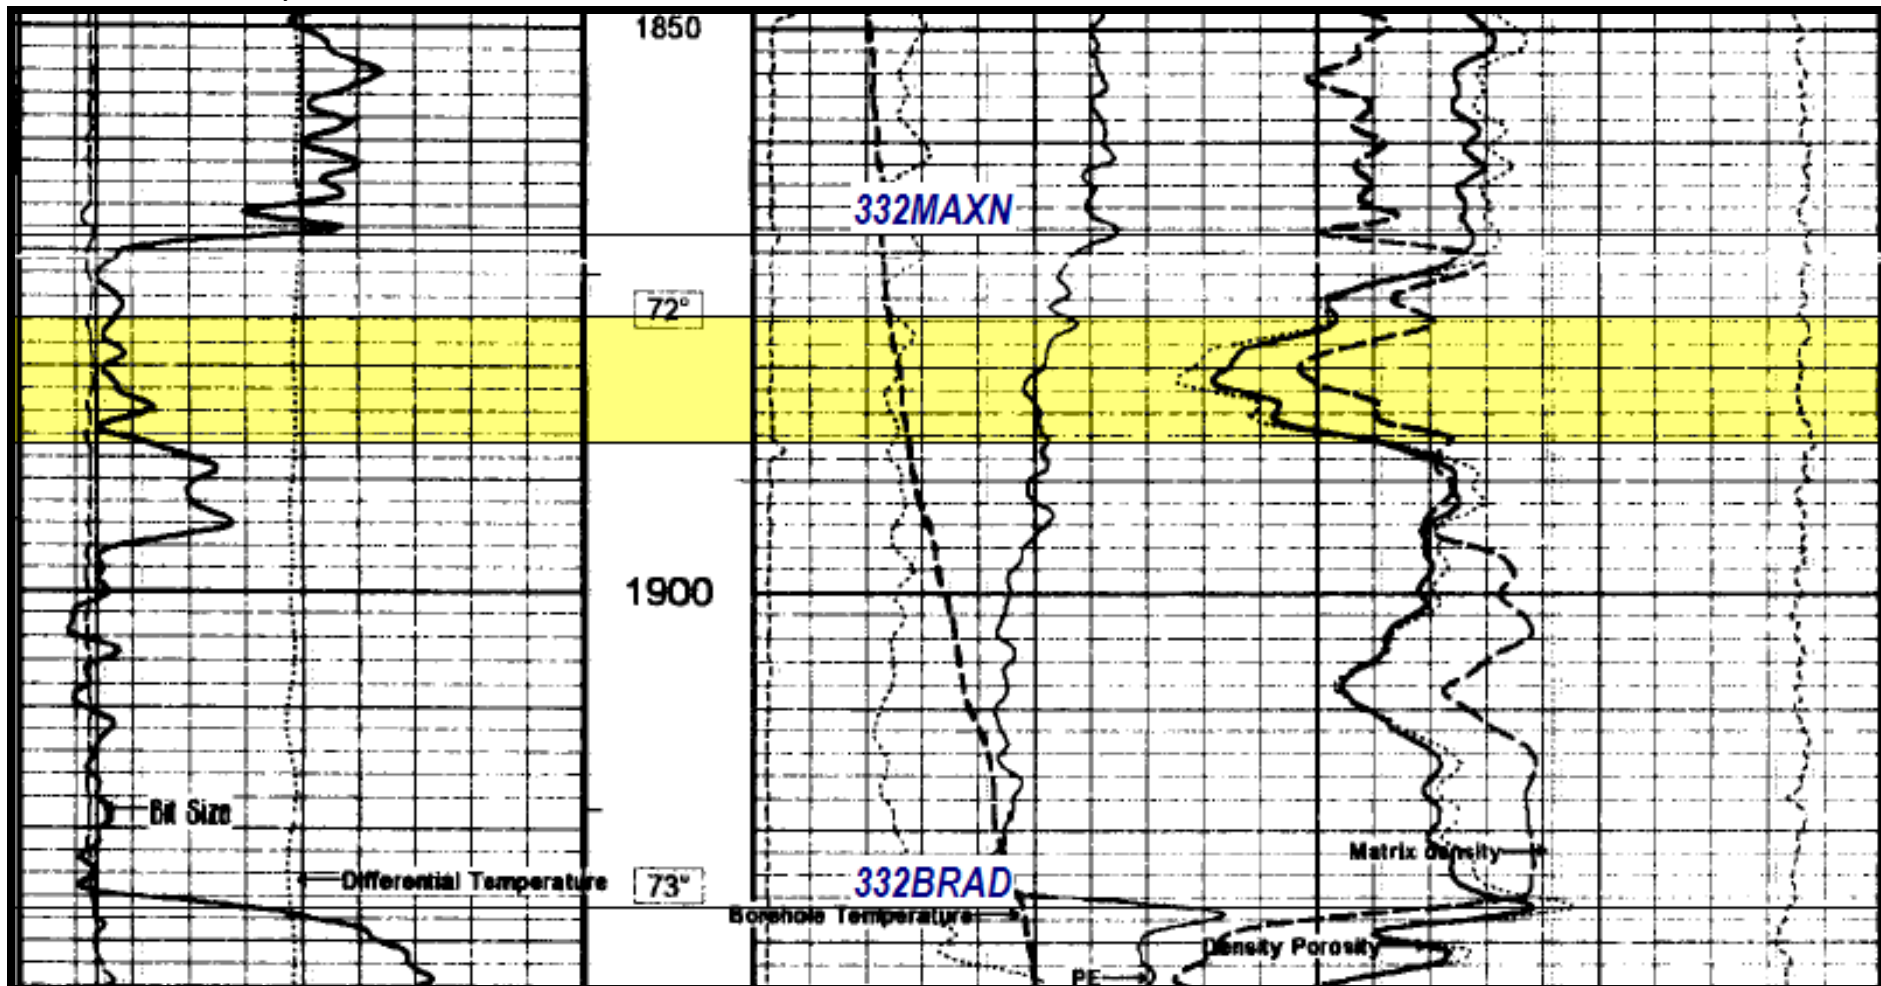 1850
332MAXN
72°
1900
Bit Size
Matrix density
Differential Temperature
73°
332BRAD
Borehole Temperature
Density Porosity
PE